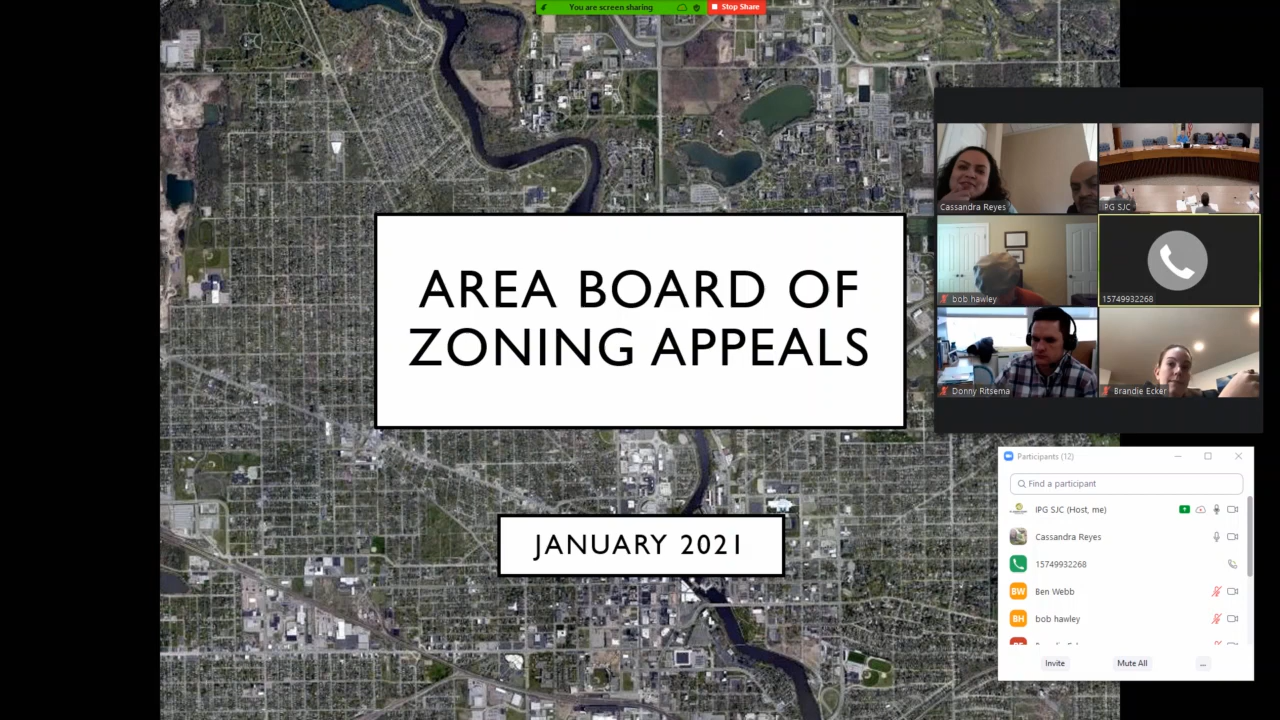 You are screen sharing
Stop Share
AREA BOARD OF
ZONING APPEALS
JANUARY 2021
Cassandra Reyes
IPG SJC
bob hawley
15749932268
Donny Ritsema
Brandie Ecker
Participants (12)
Find a participant
IPG SJC (Host, me)
Cassandra Reyes
15749932268
BW
Ben Webb
BH
bob hawley
Invite
Mute All
...